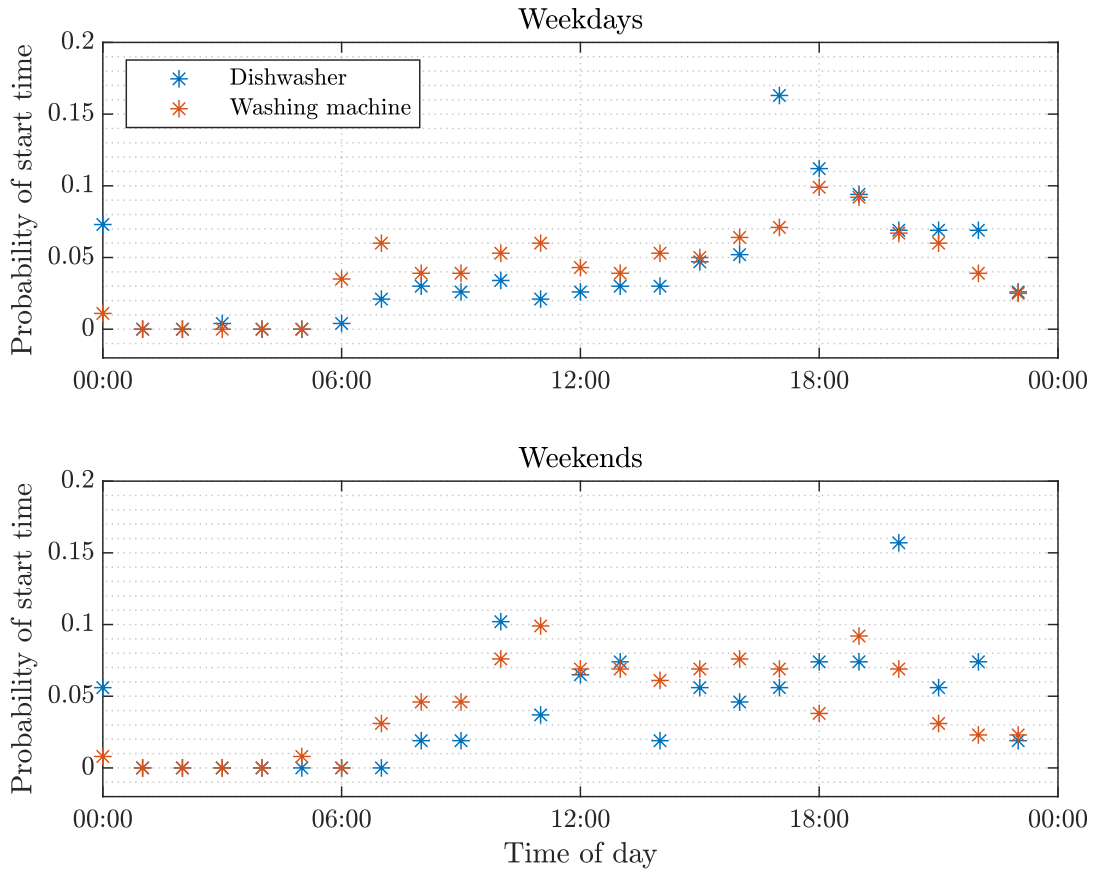 Weekdays
Probability of start time
0.2
0.15
0.1
0.05
0
Dishwasher
Washing machine
00:00 06:00 12:00 18:00 00:00
Weekends
Probability of start time
0.2
0.15
0.1
0.05
0
00:00 06:00 12:00 18:00 00:00
Time of day